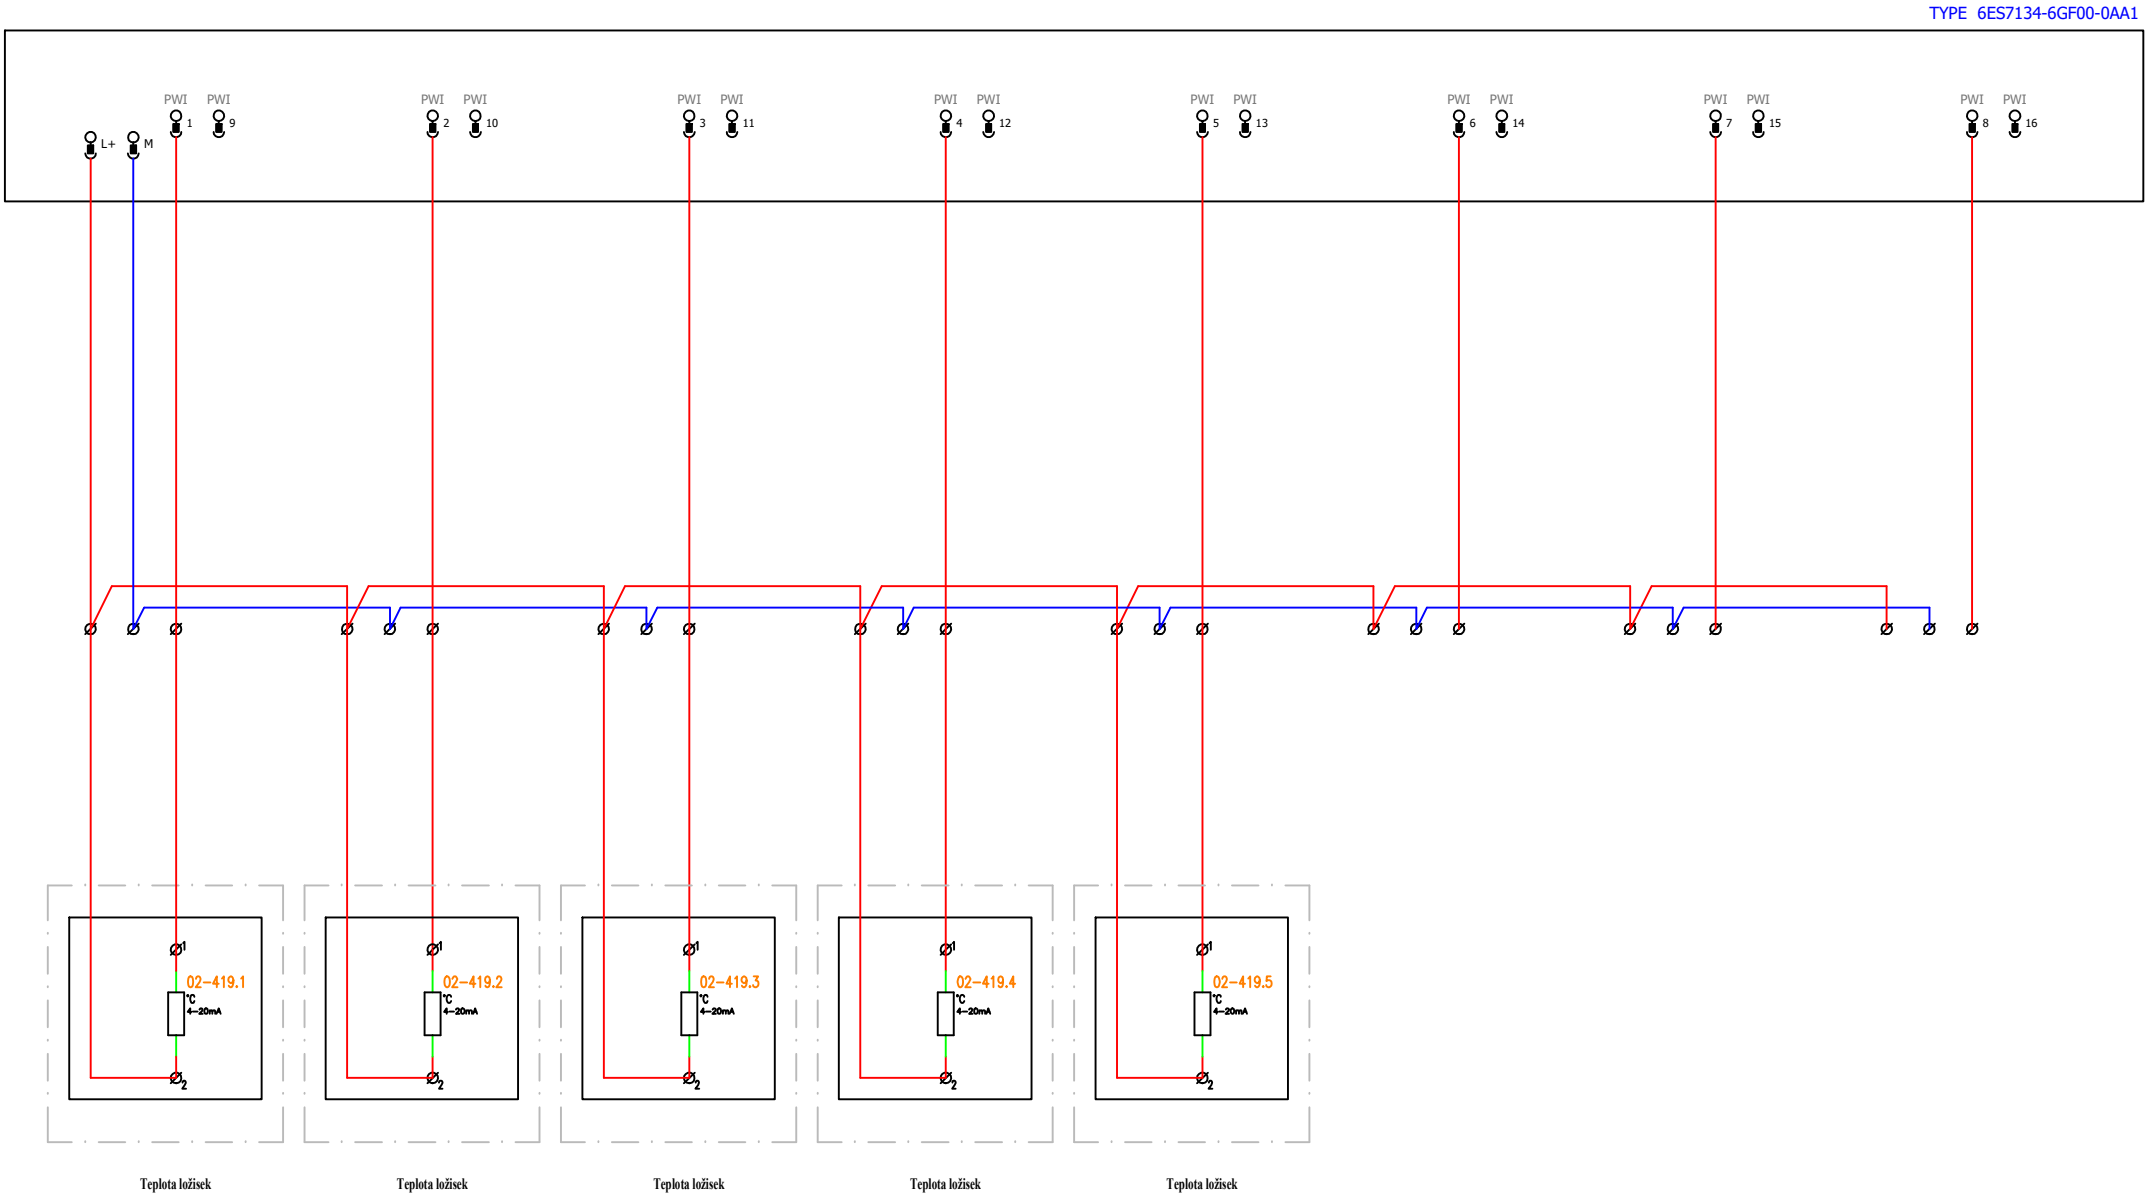 TYPE 6ES7134-6GF00-0AA1
PWI PWI PWI PWI PWI PWI PWI PWI PWI PWI PWI PWI PWI PWI PWI PWI
1 9 2 10 3 11 4 12 5 13 6 14 7 15 8 16
L+ M
1 1 1 1 1
02-419.1 02-419.2 02-419.3 02-419.4 02-419.5
°C °C °C °C °C
4-20mA 4-20mA 4-20mA 4-20mA 4-20mA
2 2 2 2 2
Teplota ložisek Teplota ložisek Teplota ložisek Teplota ložisek Teplota ložisek